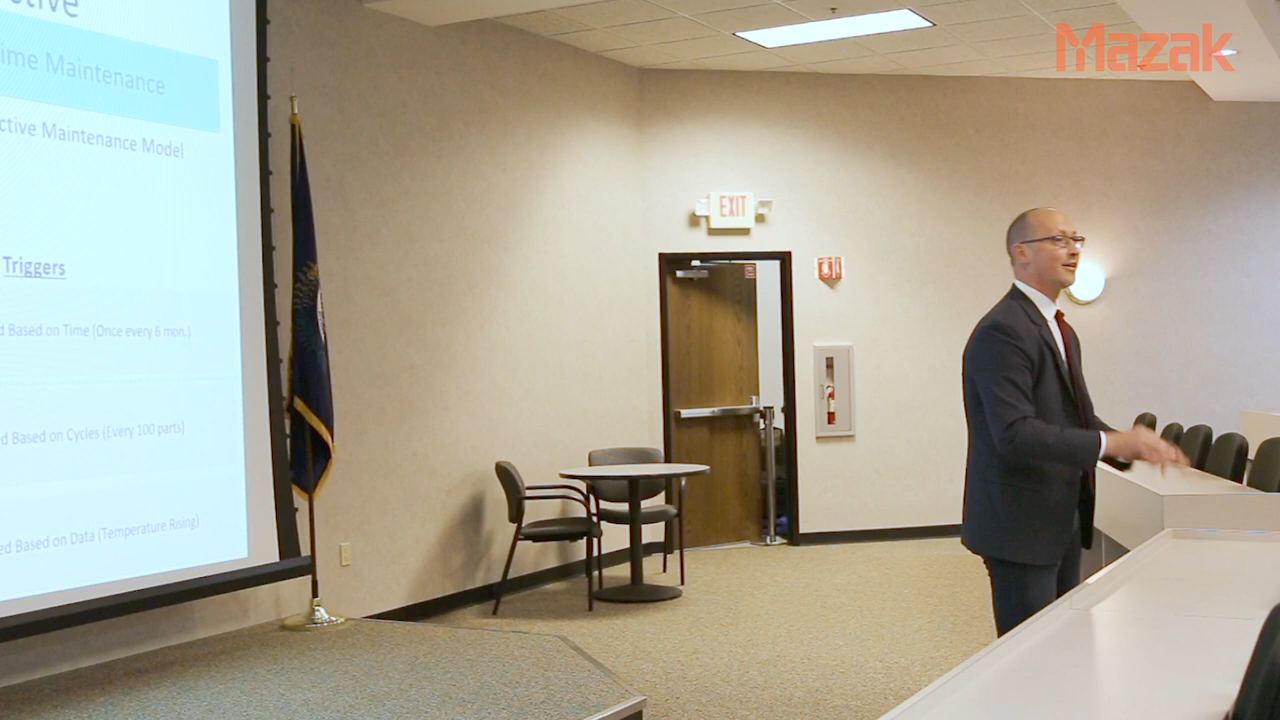 ctive
ime Maintenance
ctive Maintenance Model
Triggers
d Based on Time (Once every 6 mon.)
d Based on Cycles (Every 100 parts)
ed Based on Data (Temperature Rising)
EXIT
Mazak